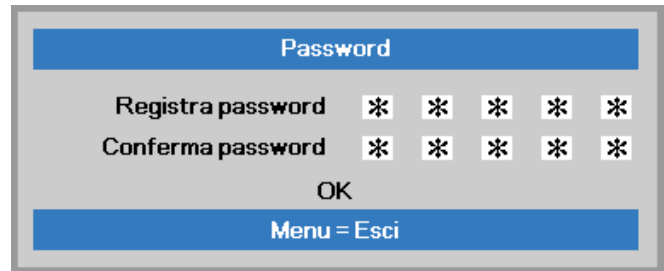 Password
Registra password * * * * *
Conferma password * * * * *
OK
Menu = Esci